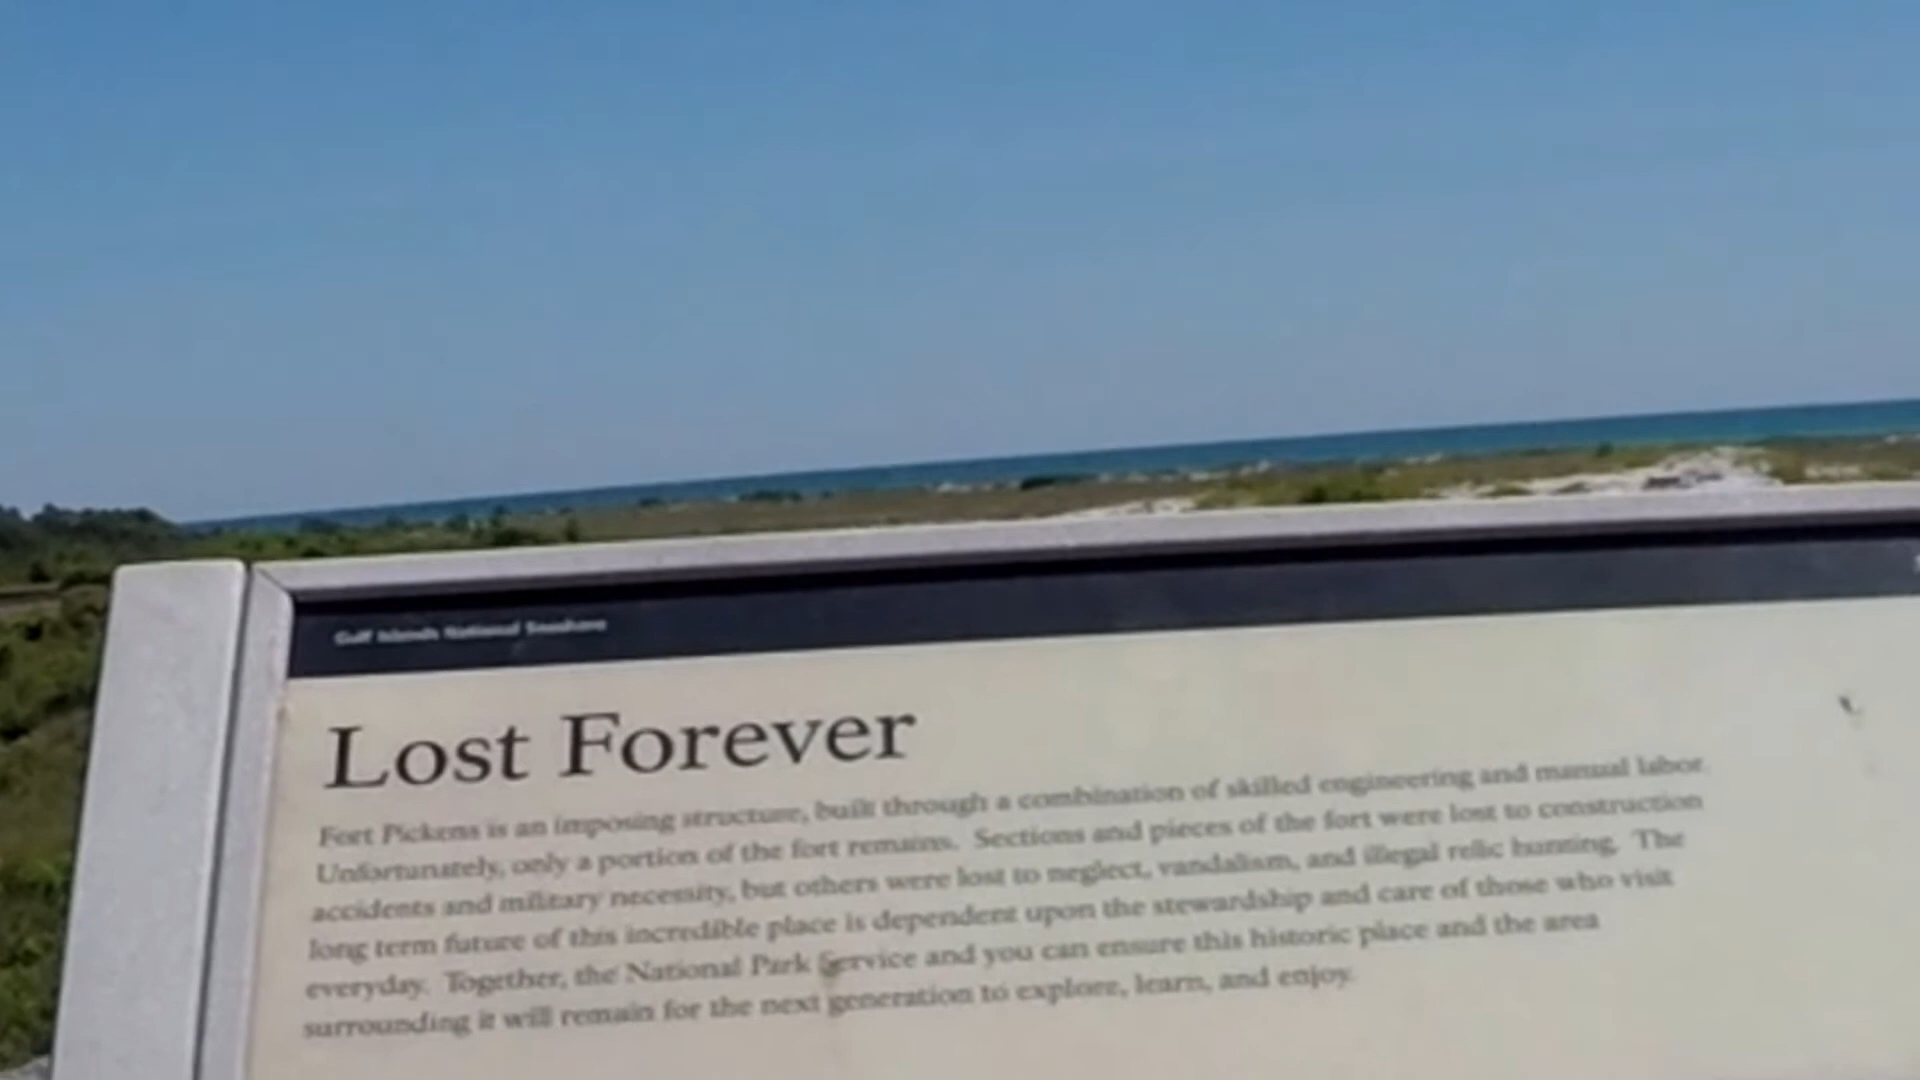 Gulf Islands National Seashore
Lost Forever
Fort Pickens is an imposing structure, built through a combination of skilled engineering and manual labor.
Unfortunately, only a portion of the fort remains. Sections and pieces of the fort were lost to construction
accidents and military necessity, but others were lost to neglect, vandalism, and illegal relic hunting. The
long term future of this incredible place is dependent upon the stewardship and care of those who visit
everyday. Together, the National Park Service and you can ensure this historic place and the area
surrounding it will remain for the next generation to explore, learn, and enjoy.